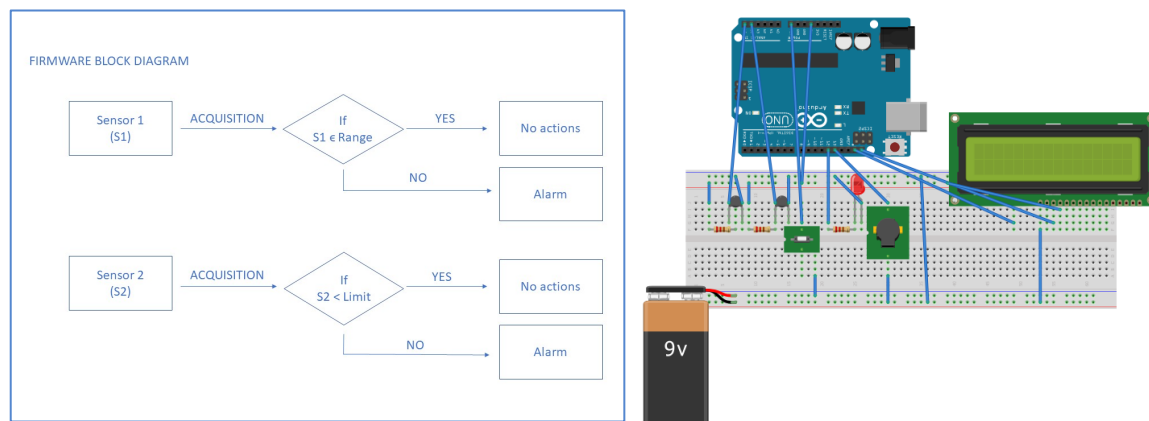 FIRMWARE BLOCK DIAGRAM
Sensor 1
(S1)
ACQUISITION
If
S1 ϵ Range
YES
No actions
NO
Alarm
Sensor 2
(S2)
ACQUISITION
If
S2 < Limit
YES
No actions
NO
Alarm
UNO
Arduino
9v